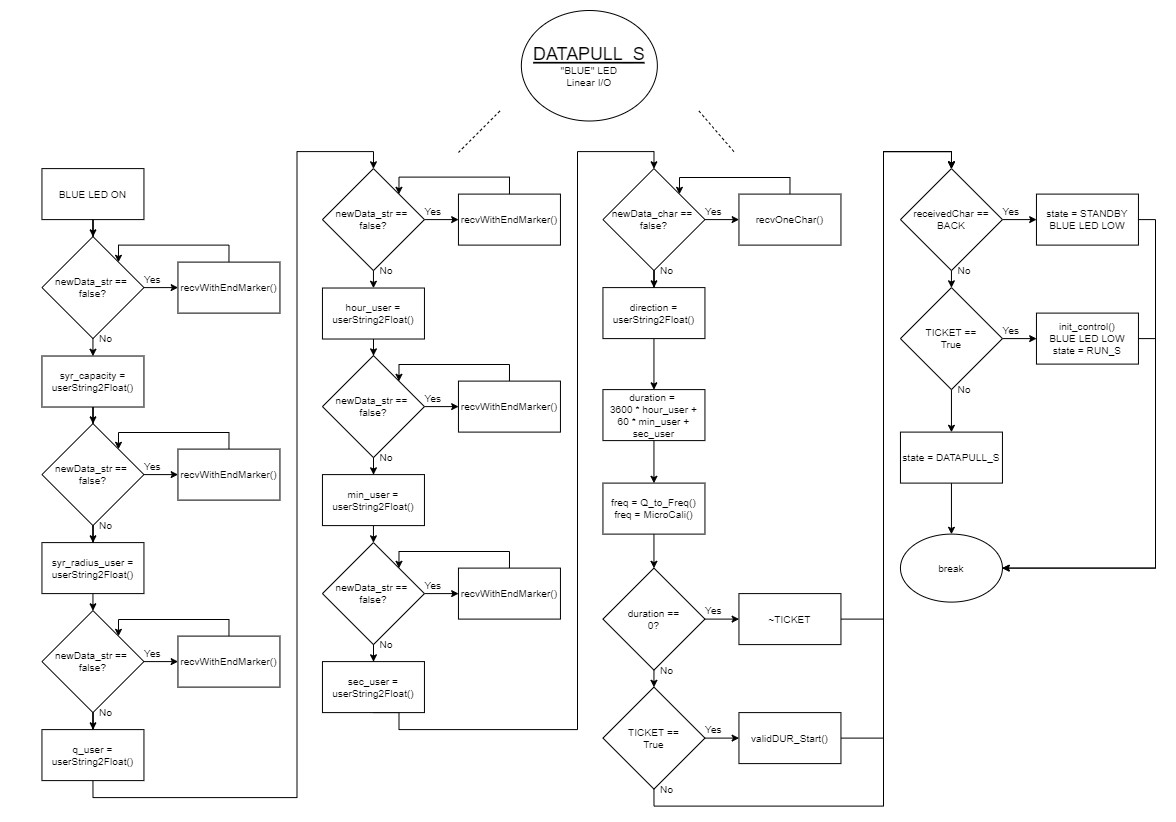 DATAPULL_S
"BLUE" LED
Linear I/O
BLUE LED ON
newData_str ==
false?
Yes
recvWithEndMarker()
No
syr_capacity =
userString2Float()
newData_str ==
false?
Yes
recvWithEndMarker()
No
syr_radius_user =
userString2Float()
newData_str ==
false?
Yes
recvWithEndMarker()
No
q_user =
userString2Float()
newData_str ==
false?
Yes
recvWithEndMarker()
No
hour_user =
userString2Float()
newData_str ==
false?
Yes
recvWithEndMarker()
No
min_user =
userString2Float()
newData_str ==
false?
Yes
recvWithEndMarker()
No
sec_user =
userString2Float()
newData_char ==
false?
Yes
recvOneChar()
No
direction =
userString2Float()
duration =
3600 * hour_user +
60 * min_user +
sec_user
freq = Q_to_Freq()
freq = MicroCali()
duration ==
0?
Yes
~TICKET
No
TICKET ==
True
Yes
validDUR_Start()
No
receivedChar ==
BACK
Yes
state = STANDBY
BLUE LED LOW
No
TICKET ==
True
Yes
init_control()
BLUE LED LOW
state = RUN_S
No
state = DATAPULL_S
break